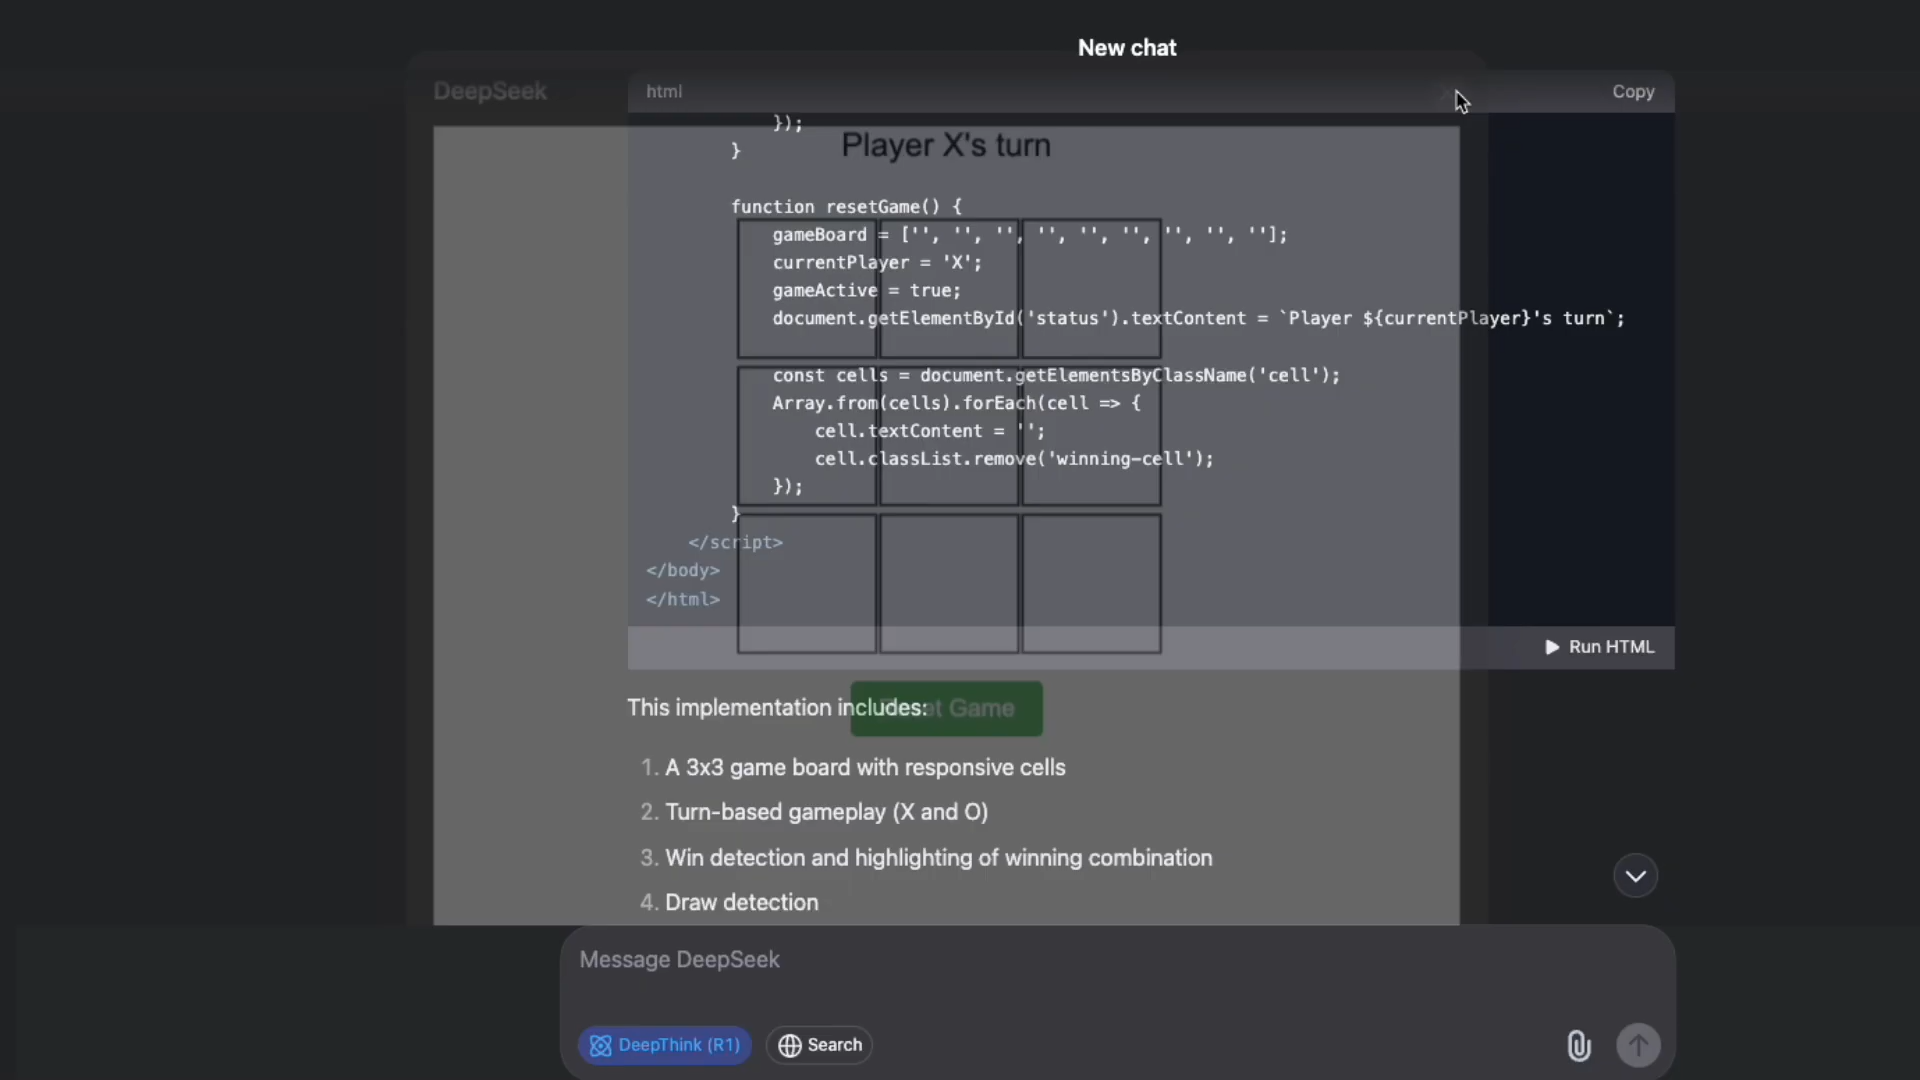 New chat
DeepSeek
html
Copy
});
}
Player X's turn
function resetGame() {
gameBoard = ['', '', '', '', '', '', '', '', ''];
currentPlayer = 'X';
gameActive = true;
document.getElementById('status').textContent = `Player ${currentPlayer}'s turn`;
const cells = document.getElementsByClassName('cell');
Array.from(cells).forEach(cell => {
cell.textContent = '';
cell.classList.remove('winning-cell');
});
}
</script>
</body>
</html>
Run HTML
This implementation includes:
Reset Game
1. A 3x3 game board with responsive cells
2. Turn-based gameplay (X and O)
3. Win detection and highlighting of winning combination
4. Draw detection
Message DeepSeek
DeepThink (R1)
Search